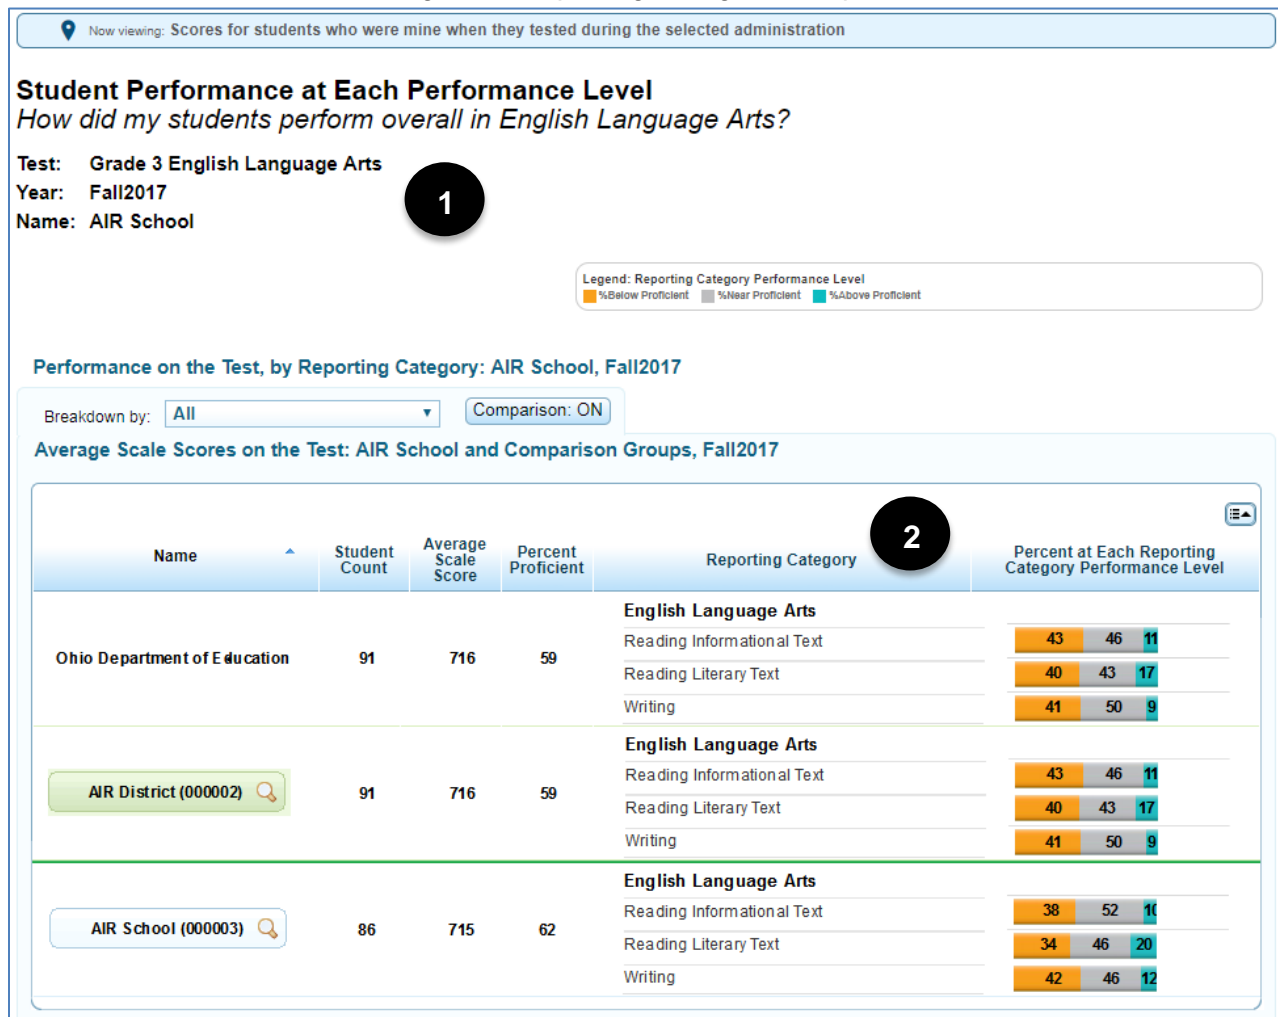 Now viewing: Scores for students who were mine when they tested during the selected administration
Student Performance at Each Performance Level
How did my students perform overall in English Language Arts?
Test: Grade 3 English Language Arts
Year: Fall2017
Name: AIR School
1
Legend: Reporting Category Performance Level
%Below Proficient %Near Proficient %Above Proficient
Performance on the Test, by Reporting Category: AIR School, Fall2017
Breakdown by: All Comparison: ON
Average Scale Scores on the Test: AIR School and Comparison Groups, Fall2017
2
Name Student Count Average Scale Score Percent Proficient Reporting Category Percent at Each Reporting Category Performance Level
English Language Arts
Reading Informational Text 43 46 11
Ohio Department of Education 91 716 59
Reading Literary Text 40 43 17
Writing 41 50 9
English Language Arts
Reading Informational Text 43 46 11
AIR District (000002) 91 716 59
Reading Literary Text 40 43 17
Writing 41 50 9
English Language Arts
Reading Informational Text 38 52 10
AIR School (000003) 86 715 62
Reading Literary Text 34 46 20
Writing 42 46 12